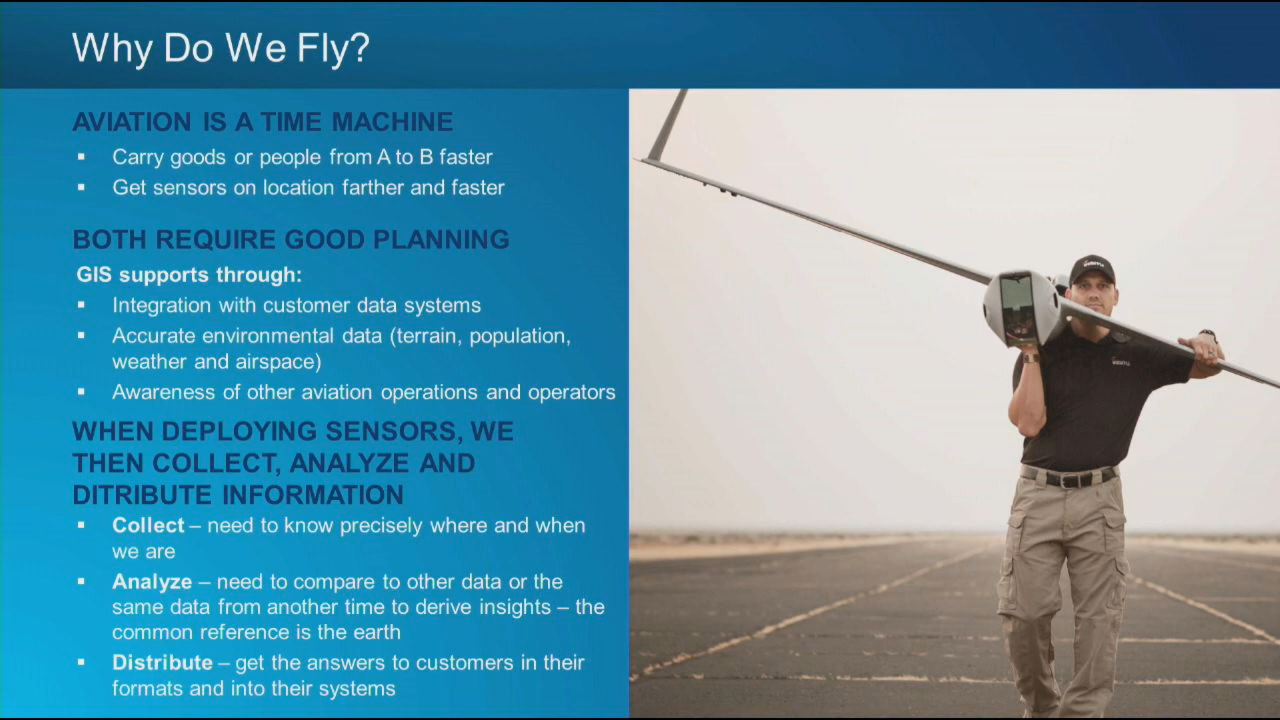 Why Do We Fly?
AVIATION IS A TIME MACHINE
▪ Carry goods or people from A to B faster
▪ Get sensors on location farther and faster
BOTH REQUIRE GOOD PLANNING
GIS supports through:
▪ Integration with customer data systems
▪ Accurate environmental data (terrain, population,
weather and airspace)
▪ Awareness of other aviation operations and operators
WHEN DEPLOYING SENSORS, WE
THEN COLLECT, ANALYZE AND
DITRIBUTE INFORMATION
▪ Collect – need to know precisely where and when
we are
▪ Analyze – need to compare to other data or the
same data from another time to derive insights – the
common reference is the earth
▪ Distribute – get the answers to customers in their
formats and into their systems